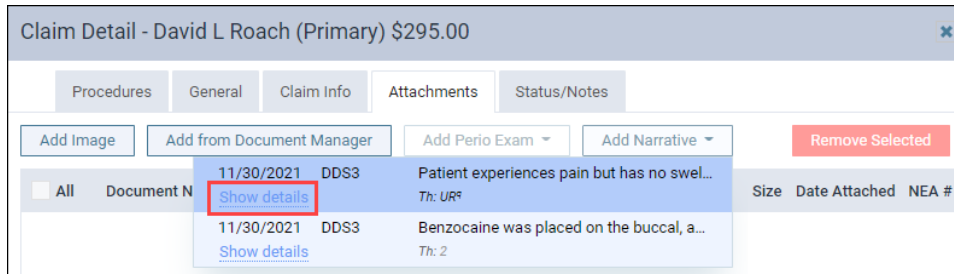 Claim Detail - David L Roach (Primary) $295.00
Procedures General Claim Info Attachments Status/Notes
Add Image Add from Document Manager Add Perio Exam Add Narrative Remove Selected
11/30/2021 DDS3 Patient experiences pain but has no swel...
Show details Th: UR
All Document N Size Date Attached NEA #
11/30/2021 DDS3 Benzocaine was placed on the buccal, a...
Show details Th: 2